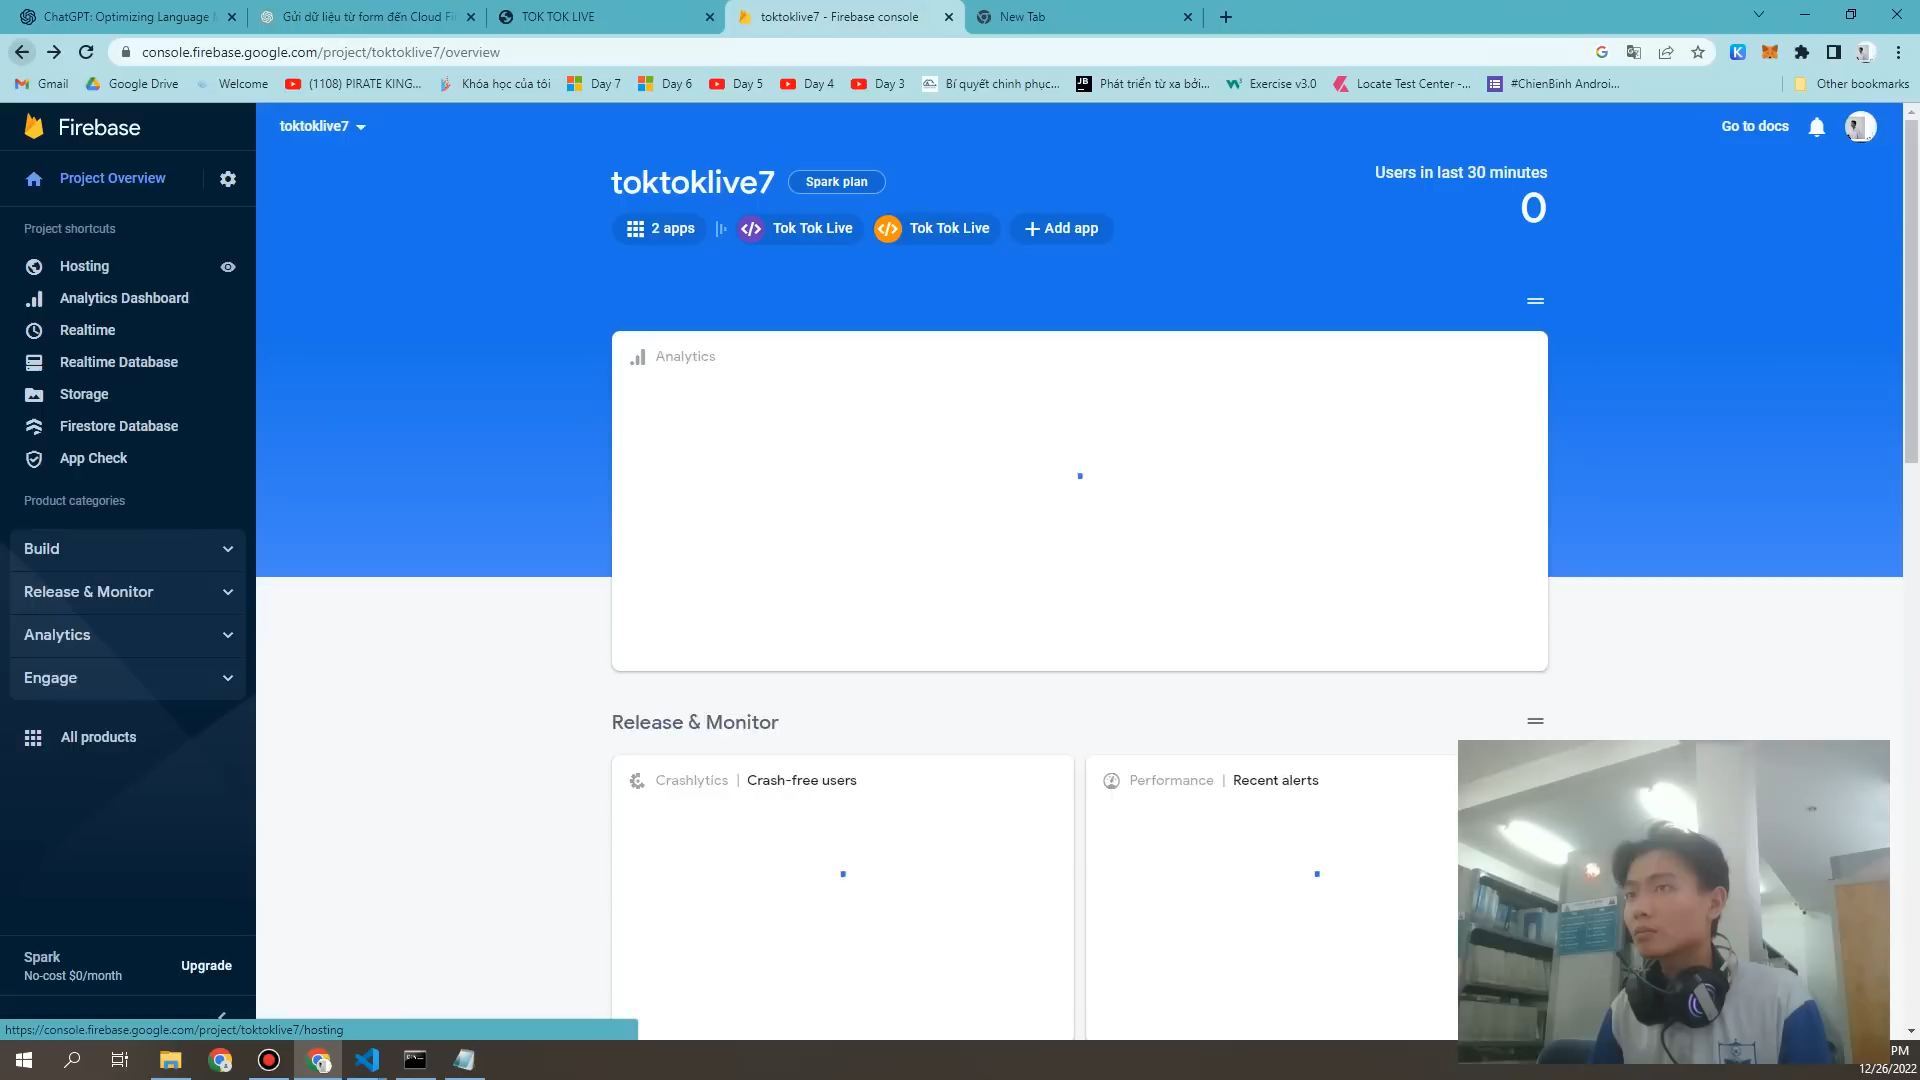 ChatGPT: Optimizing Language
Gửi dữ liệu từ form đến Cloud Fi
TOK TOK LIVE
toktoklive7 - Firebase console
New Tab
console.firebase.google.com/project/toktoklive7/overview
Gmail
Google Drive
Welcome
(1108) PIRATE KING...
Khóa học của tôi
Day 7
Day 6
Day 5
Day 4
Day 3
Bí quyết chinh phục...
Phát triển từ xa bởi...
Exercise v3.0
Locate Test Center -...
#ChienBinh Androi...
Other bookmarks
Firebase
toktoklive7
Go to docs
Project Overview
toktoklive7
Spark plan
Users in last 30 minutes
0
2 apps
Tok Tok Live
Tok Tok Live
Add app
Project shortcuts
Hosting
Analytics Dashboard
Realtime
Realtime Database
Storage
Firestore Database
App Check
Product categories
Build
Release & Monitor
Analytics
Engage
All products
Analytics
Release & Monitor
Crashlytics | Crash-free users
Performance | Recent alerts
Spark
No-cost $0/month
Upgrade
https://console.firebase.google.com/project/toktoklive7/hosting
PM
12/26/2022